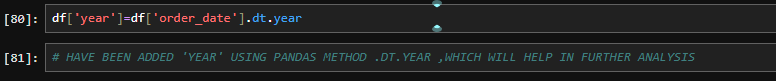 [80]: df['year']=df['order_date'].dt.year
[81]: # HAVE BEEN ADDED 'YEAR' USING PANDAS METHOD .DT.YEAR ,WHICH WILL HELP IN FURTHER ANALYSIS